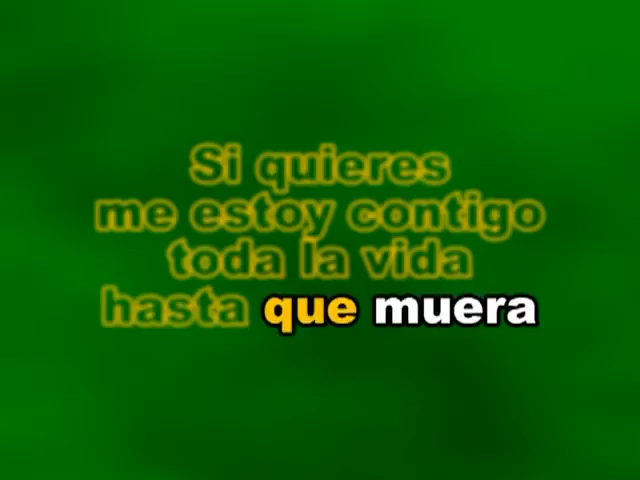 Si quieres
me estoy contigo
toda la vida
hasta que muera